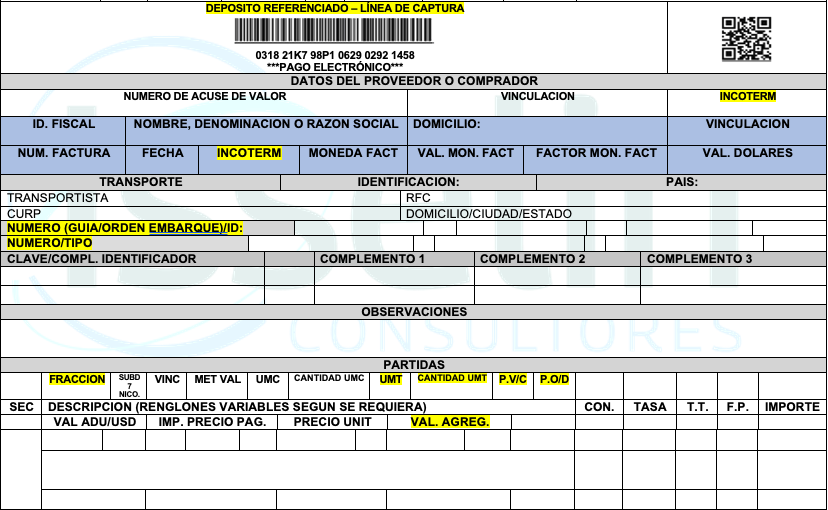 DEPOSITO REFERENCIADO – LÍNEA DE CAPTURA
0318 21K7 98P1 0629 0292 1458
***PAGO ELECTRÓNICO***
DATOS DEL PROVEEDOR O COMPRADOR
NUMERO DE ACUSE DE VALOR VINCULACION INCOTERM
ID. FISCAL NOMBRE, DENOMINACION O RAZON SOCIAL DOMICILIO: VINCULACION
NUM. FACTURA FECHA INCOTERM MONEDA FACT VAL. MON. FACT FACTOR MON. FACT VAL. DOLARES
TRANSPORTE IDENTIFICACION: PAIS:
TRANSPORTISTA RFC
CURP DOMICILIO/CIUDAD/ESTADO
NUMERO (GUIA/ORDEN EMBARQUE)/ID:
NUMERO/TIPO
CLAVE/COMPL. IDENTIFICADOR COMPLEMENTO 1 COMPLEMENTO 2 COMPLEMENTO 3
OBSERVACIONES
CONSULTORES
PARTIDAS
FRACCION SUBD 7 NICO. VINC MET VAL UMC CANTIDAD UMC UMT CANTIDAD UMT P.V/C P.O/D
SEC DESCRIPCION (RENGLONES VARIABLES SEGUN SE REQUIERA) CON. TASA T.T. F.P. IMPORTE
VAL ADU/USD IMP. PRECIO PAG. PRECIO UNIT VAL. AGREG.